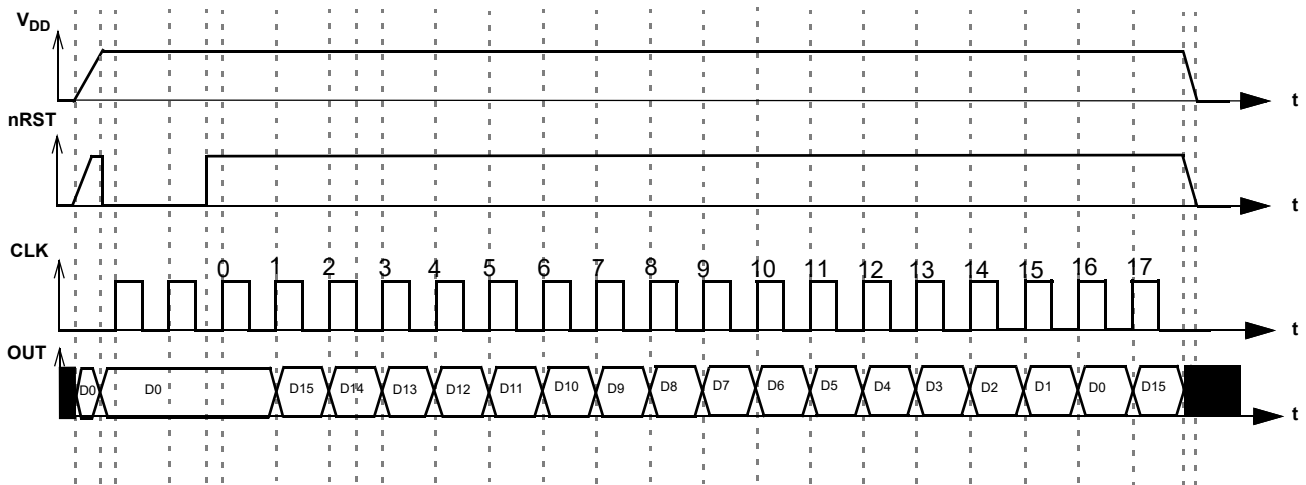 VDD
t
nRST
t
CLK
0 1 2 3 4 5 6 7 8 9 10 11 12 13 14 15 16 17
t
OUT
D0 D0 D15 D14 D13 D12 D11 D10 D9 D8 D7 D6 D5 D4 D3 D2 D1 D0 D15
t